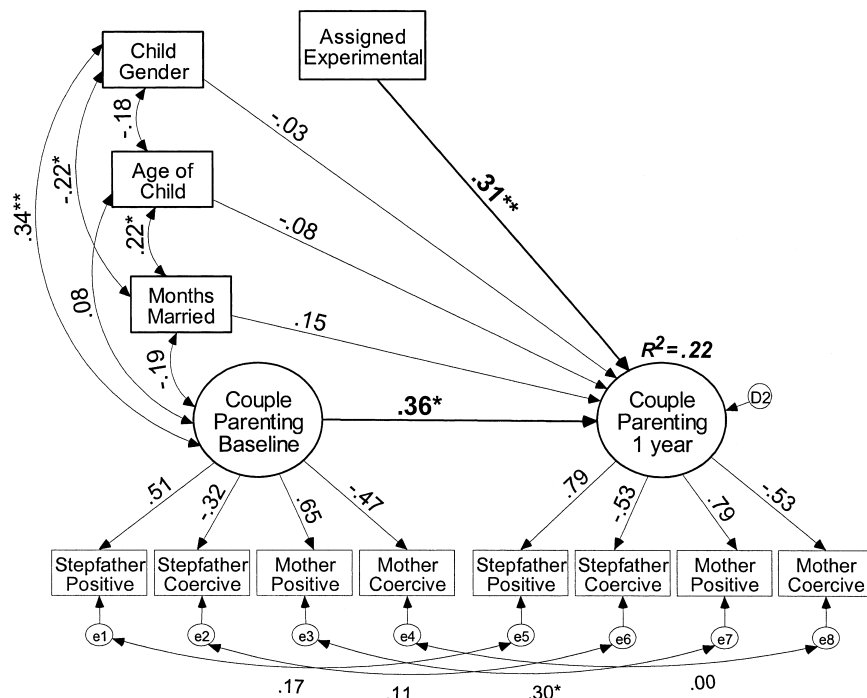 Assigned
Experimental
Child
Gender
-.18
-.03
Age of
Child
.34**
-.22*
.22*
-.08
.31**
.08
Months
Married
.15
-.19
R²=.22
Couple
Parenting
Baseline
.36*
Couple
Parenting
1 year
D2
.51
-.32
.65
-.47
.79
-.53
.79
-.53
Stepfather
Positive
Stepfather
Coercive
Mother
Positive
Mother
Coercive
Stepfather
Positive
Stepfather
Coercive
Mother
Positive
Mother
Coercive
e1
e2
e3
e4
e5
e6
e7
e8
.17
.11
.30*
.00